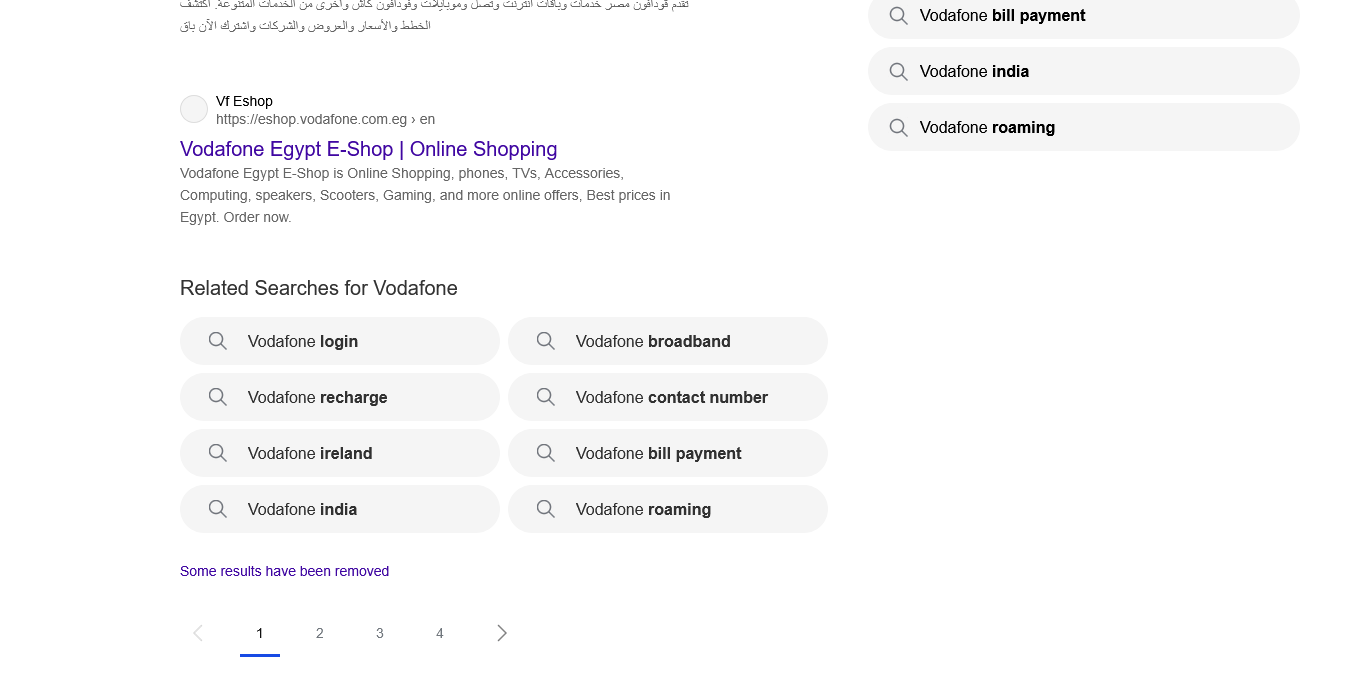 تقدم فودافون مصر خدمات وباقات انترنت وتصل وموبايلات وفودافون كاش وأخرى من الخدمات المتنوعة. اكتشف
الخطط والأسعار والعروض والشركات واشترك الآن باق
Vf Eshop
https://eshop.vodafone.com.eg › en
Vodafone Egypt E-Shop | Online Shopping
Vodafone Egypt E-Shop is Online Shopping, phones, TVs, Accessories,
Computing, speakers, Scooters, Gaming, and more online offers, Best prices in
Egypt. Order now.
Related Searches for Vodafone
Vodafone login
Vodafone broadband
Vodafone recharge
Vodafone contact number
Vodafone ireland
Vodafone bill payment
Vodafone india
Vodafone roaming
Some results have been removed
1 2 3 4
Vodafone bill payment
Vodafone india
Vodafone roaming